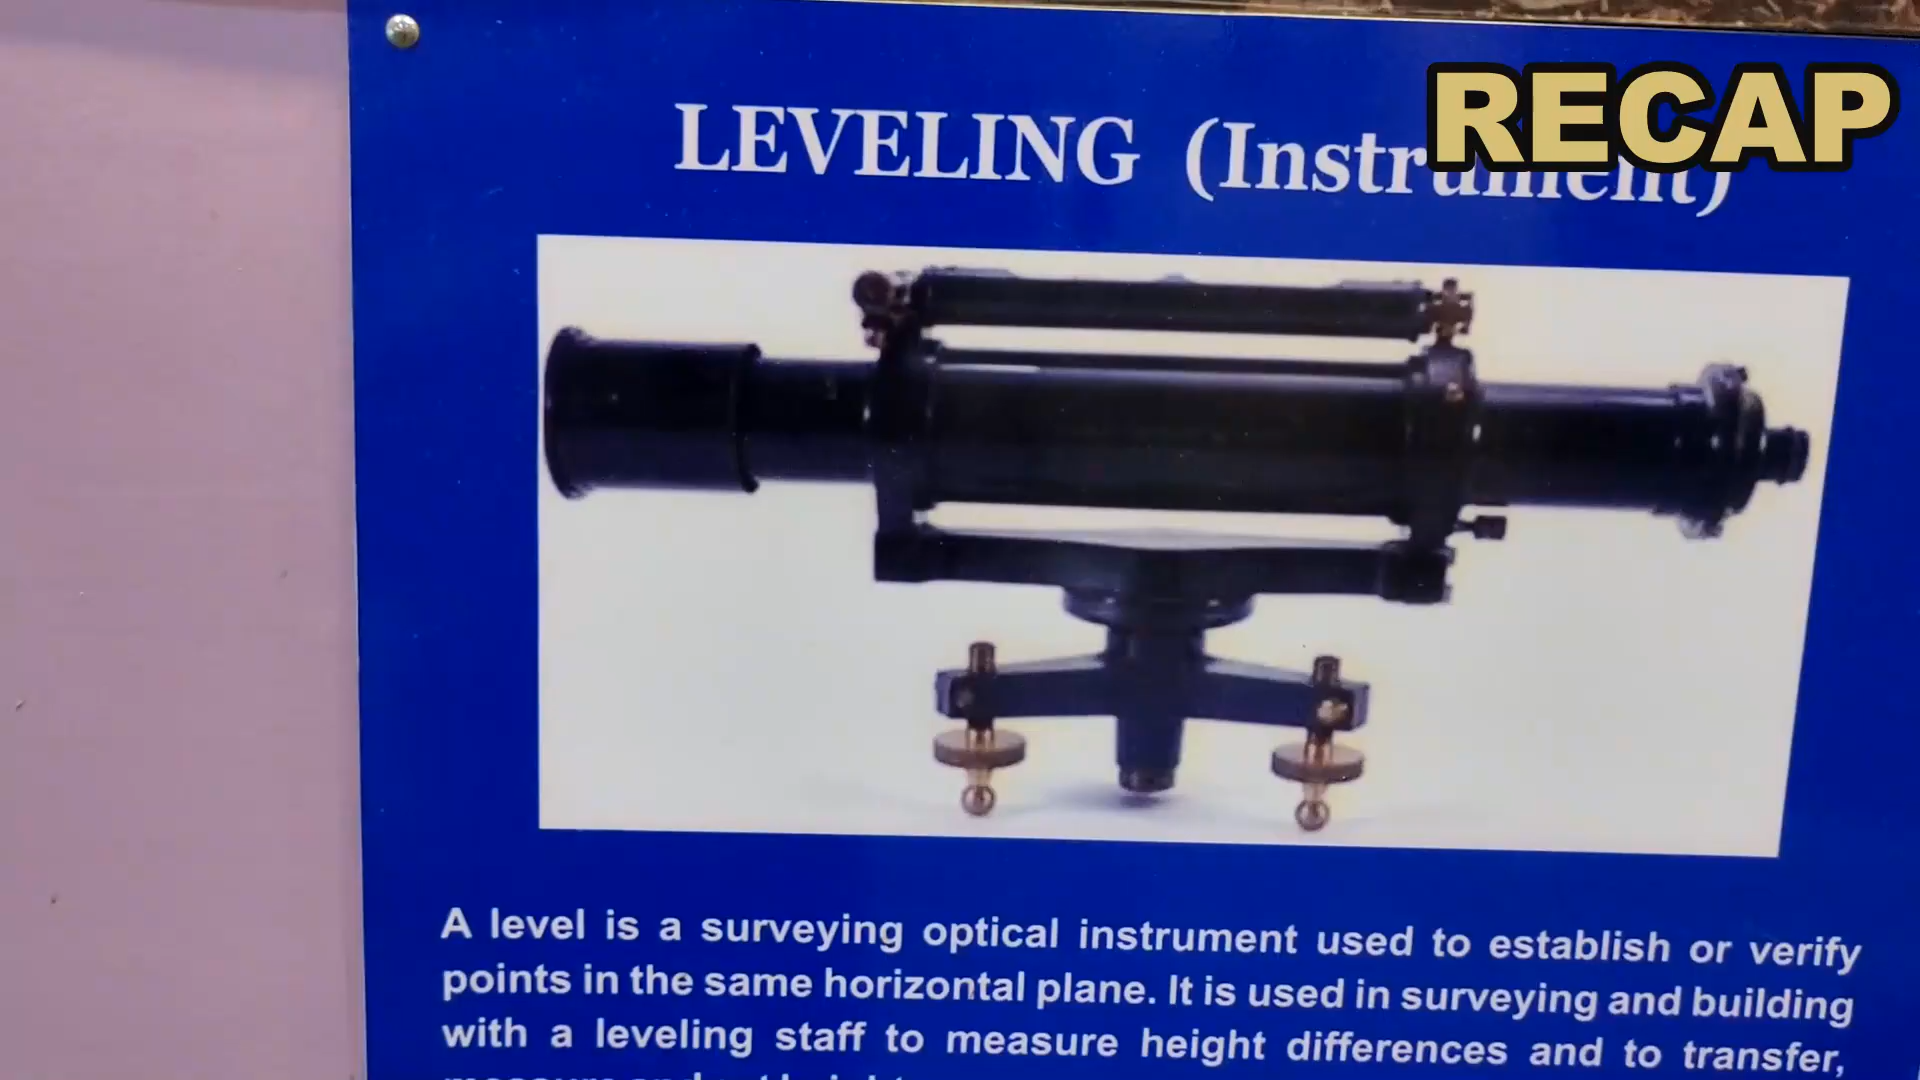 RECAP
LEVELING (Instrument)
A level is a surveying optical instrument used to establish or verify
points in the same horizontal plane. It is used in surveying and building
with a leveling staff to measure height differences and to transfer,